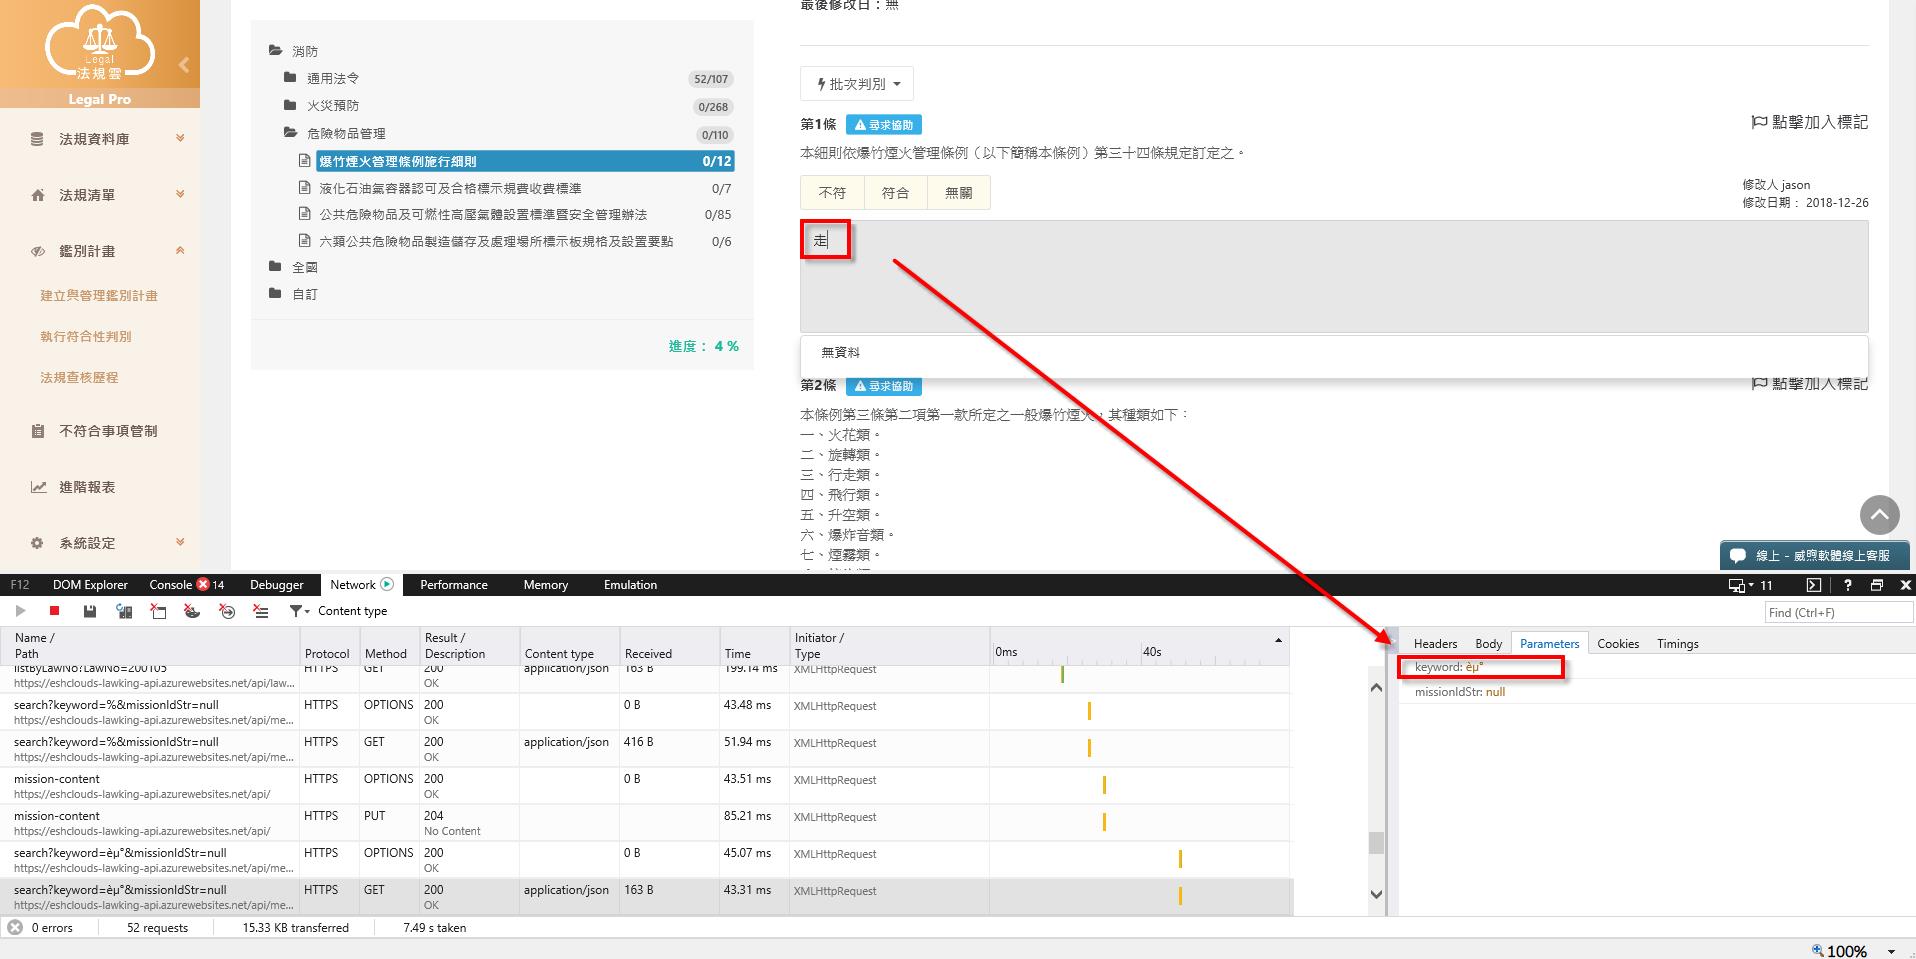 Legal
法規雲
Legal Pro
法規資料庫
法規清單
鑑別計畫
建立與管理鑑別計畫
執行符合性判別
法規查核歷程
不符合事項管制
進階報表
系統設定
消防
通用法令 52/107
火災預防 0/268
危險物品管理 0/110
爆竹煙火管理條例施行細則 0/12
液化石油氣容器認可及合格標示規費收費標準 0/7
公共危險物品及可燃性高壓氣體設置標準暨安全管理辦法 0/85
六類公共危險物品製造儲存及處理場所標示板規格及設置要點 0/6
全國
自訂
進度： 4 %
最後修改日：無
批次判別
第1條 尋求協助 點擊加入標記
本細則依爆竹煙火管理條例（以下簡稱本條例）第三十四條規定訂定之。
不符 符合 無關
修改人 jason
修改日期： 2018-12-26
走
無資料
第2條 尋求協助 點擊加入標記
本條例第三條第二項第一款所定之一般爆竹煙火，其種類如下：
一、火花類。
二、旋轉類。
三、行走類。
四、飛行類。
五、升空類。
六、爆炸音類。
七、煙霧類。
線上 - 威煦軟體線上客服
F12 DOM Explorer Console 14 Debugger Network Performance Memory Emulation 11 ?
Content type Find (Ctrl+F)
Name / Path Protocol Method Result / Description Content type Received Time Initiator / Type 0ms 40s
listByLawNo?LawNo=200105 HTTPS GET 200 application/json 163 B 199.14 ms XMLHttpRequest
https://eshclouds-lawking-api.azurewebsites.net/api/law... OK
search?keyword=%&missionIdStr=null HTTPS OPTIONS 200 0 B 43.48 ms XMLHttpRequest
https://eshclouds-lawking-api.azurewebsites.net/api/me... OK
search?keyword=%&missionIdStr=null HTTPS GET 200 application/json 416 B 51.94 ms XMLHttpRequest
https://eshclouds-lawking-api.azurewebsites.net/api/me... OK
mission-content HTTPS OPTIONS 200 0 B 43.51 ms XMLHttpRequest
https://eshclouds-lawking-api.azurewebsites.net/api/ OK
mission-content HTTPS PUT 204 85.21 ms XMLHttpRequest
https://eshclouds-lawking-api.azurewebsites.net/api/ No Content
search?keyword=èµ°&missionIdStr=null HTTPS OPTIONS 200 0 B 45.07 ms XMLHttpRequest
https://eshclouds-lawking-api.azurewebsites.net/api/me... OK
search?keyword=èµ°&missionIdStr=null HTTPS GET 200 application/json 163 B 43.31 ms XMLHttpRequest
https://eshclouds-lawking-api.azurewebsites.net/api/me... OK
Headers Body Parameters Cookies Timings
keyword: èµ°
missionIdStr: null
0 errors 52 requests 15.33 KB transferred 7.49 s taken
100%